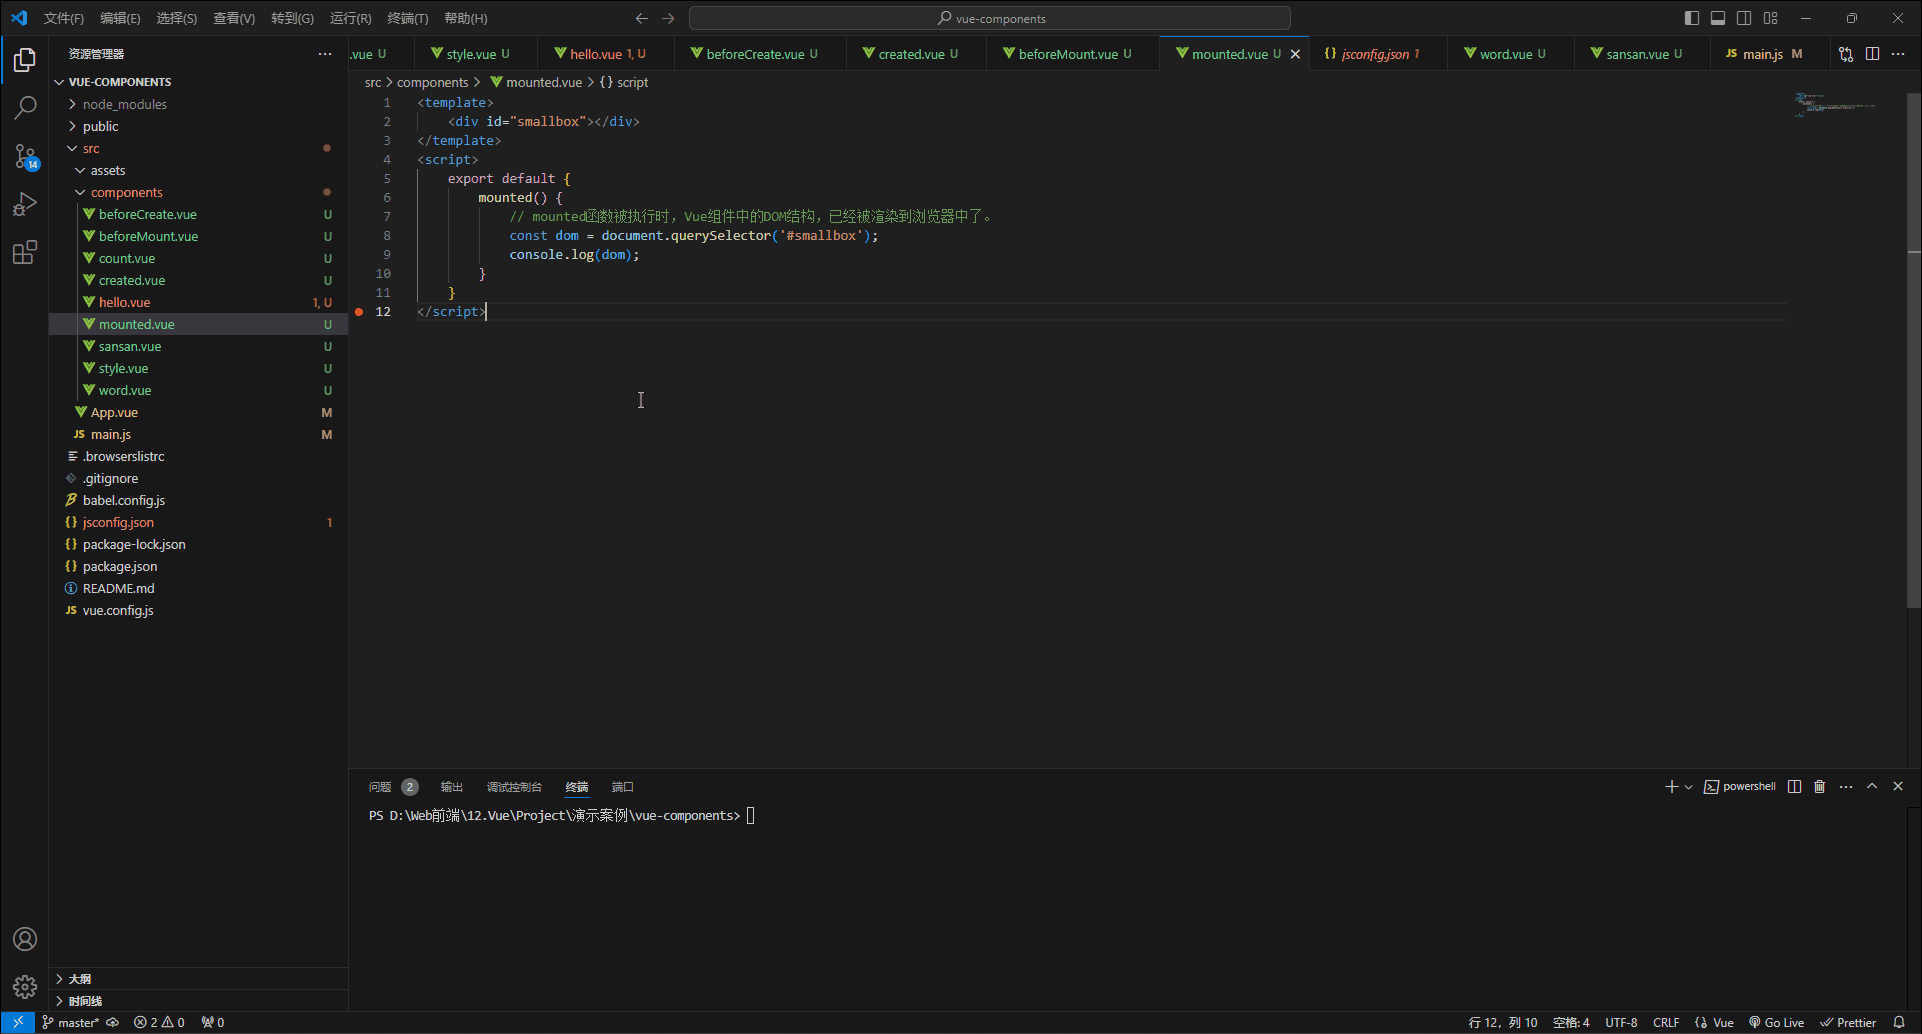 文件(F) 编辑(E) 选择(S) 查看(V) 转到(G) 运行(R) 终端(T) 帮助(H) vue-components
资源管理器
.vue U style.vue U hello.vue 1, U beforeCreate.vue U created.vue U beforeMount.vue U mounted.vue U jsconfig.json 1 word.vue U sansan.vue U JS main.js M
VUE-COMPONENTS
node_modules
public
src
assets
components
beforeCreate.vue U
beforeMount.vue U
count.vue U
created.vue U
hello.vue 1, U
mounted.vue U
sansan.vue U
style.vue U
word.vue U
App.vue M
JS main.js M
.browserslistrc
.gitignore
babel.config.js
{} jsconfig.json 1
{} package-lock.json
{} package.json
README.md
JS vue.config.js
14
大纲
时间线
src > components > mounted.vue > {} script
1 <template>
2 <div id="smallbox"></div>
3 </template>
4 <script>
5 export default {
6 mounted() {
7 // mounted函数被执行时，Vue组件中的DOM结构，已经被渲染到浏览器中了。
8 const dom = document.querySelector('#smallbox');
9 console.log(dom);
10 }
11 }
12 </script>
问题 2 输出 调试控制台 终端 端口 powershell
PS D:\Web前端\12.Vue\Project\演示案例\vue-components>
master* 2 0 0 行 12，列 10 空格: 4 UTF-8 CRLF Vue Go Live Prettier